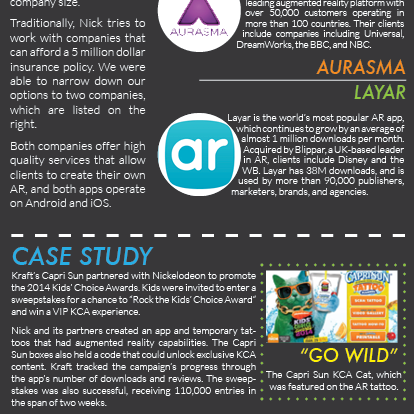 company size.
Traditionally, Nick tries to
work with companies that
can afford a 5 million dollar
insurance policy. We were
able to narrow down our
options to two companies,
which are listed on the
right.
Both companies offer high
quality services that allow
clients to create their own
AR, and both apps operate
on Android and iOS.
AURASMA
leading augmented reality platform with
over 50,000 customers operating in
more than 100 countries. Their clients
include companies including Universal,
DreamWorks, the BBC, and NBC.
AURASMA
LAYAR
ar
Layar is the world's most popular AR app,
which continues to grow by an average of
almost 1 million downloads per month.
Acquired by Blippar, a UK-based leader
in AR, clients include Disney and the
WB. Layar has 38M downloads, and is
used by more than 90,000 publishers,
marketers, brands, and agencies.
CASE STUDY
Kraft's Capri Sun partnered with Nickelodeon to promote
the 2014 Kids' Choice Awards. Kids were invited to enter a
sweepstakes for a chance to "Rock the Kids' Choice Award"
and win a VIP KCA experience.
Nick and its partners created an app and temporary tat-
toos that had augmented reality capabilities. The Capri
Sun boxes also held a code that could unlock exclusive KCA
content. Kraft tracked the campaign's progress through
the app's number of downloads and reviews. The sweep-
stakes was also successful, receiving 110,000 entries in
the span of two weeks.
CAPRI SUN
TATTOO
"GO WILD"
The Capri Sun KCA Cat, which
was featured on the AR tattoo.